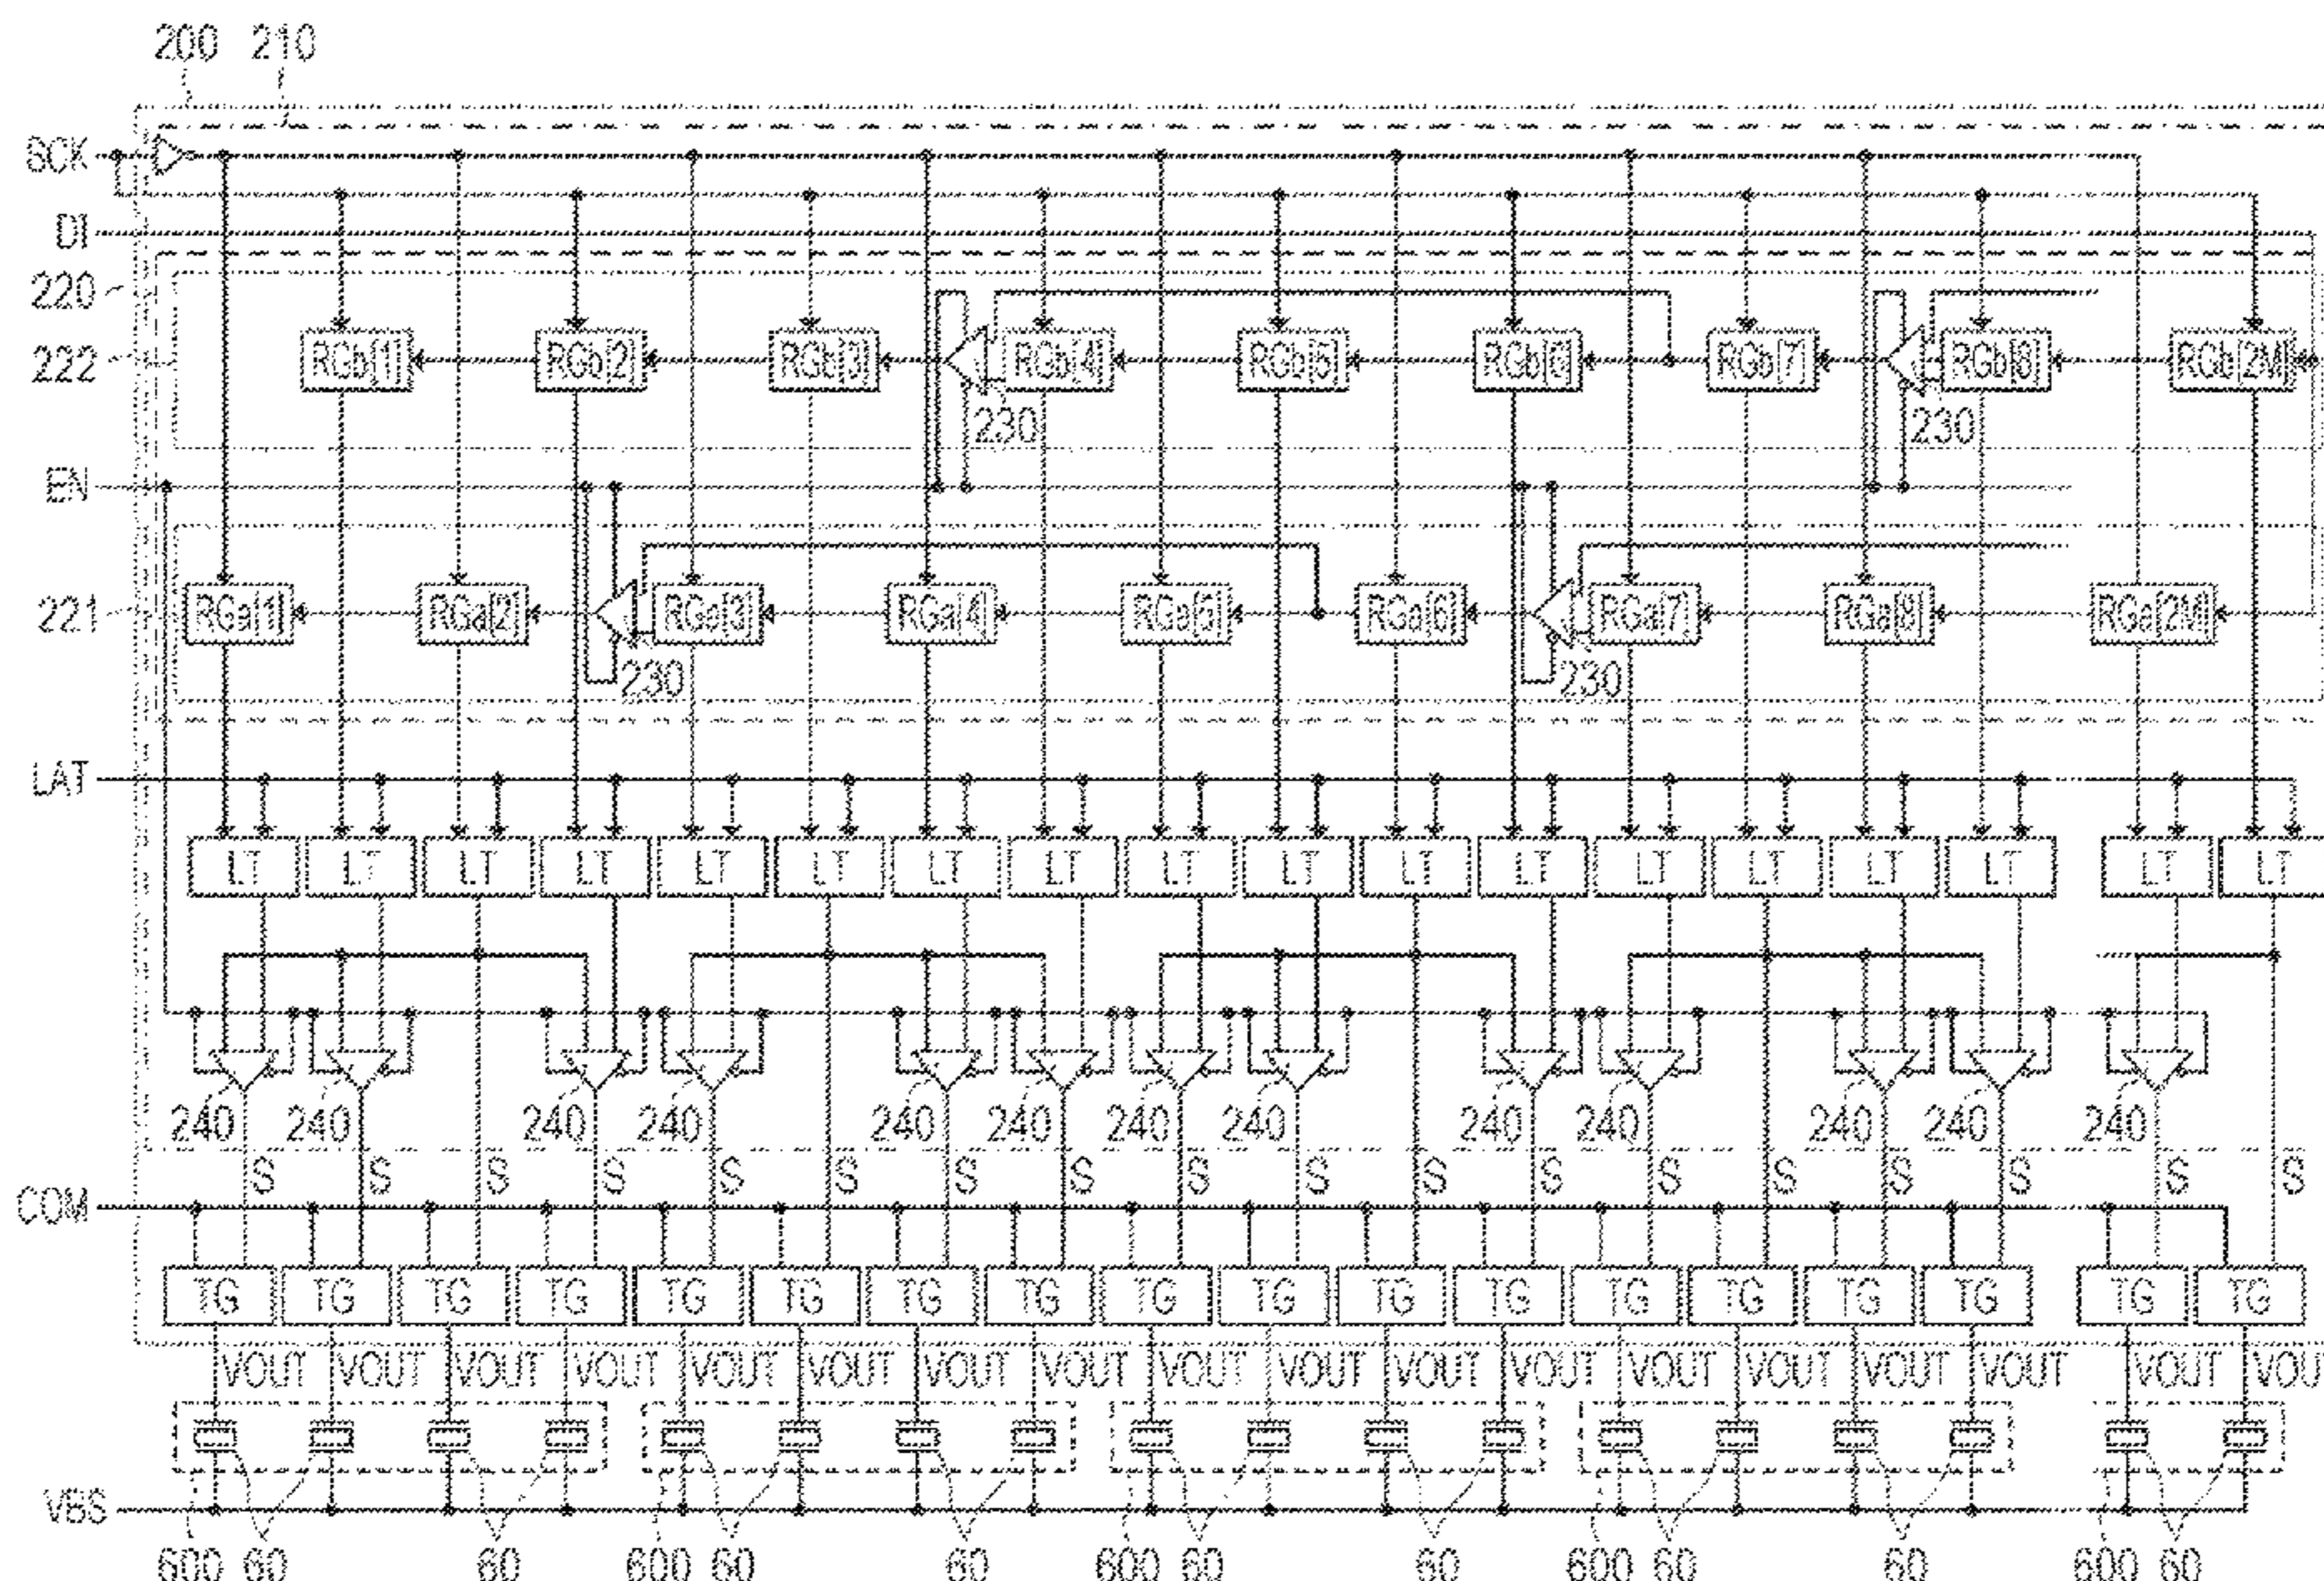 200 210
SCK
DI
220
222
RGb[1] RGb[2] RGb[3] RGb[4] RGb[5] RGb[6] RGb[7] RGb[8] RGb[2M]
230 230
EN
221
RGa[1] RGa[2] RGa[3] RGa[4] RGa[5] RGa[6] RGa[7] RGa[8] RGa[2M]
230 230
LAT
LT LT LT LT LT LT LT LT LT LT LT LT LT LT LT LT LT LT
240 240 240 240 240 240 240 240 240 240 240 240 240
S S S S S S S S S S S S S S S S S S
COM
TG TG TG TG TG TG TG TG TG TG TG TG TG TG TG TG TG TG
VOUT VOUT VOUT VOUT VOUT VOUT VOUT VOUT VOUT VOUT VOUT VOUT VOUT VOUT VOUT VOUT VOUT VOU
VBS
600 60 60 600 60 60 600 60 60 600 60 60 600 60